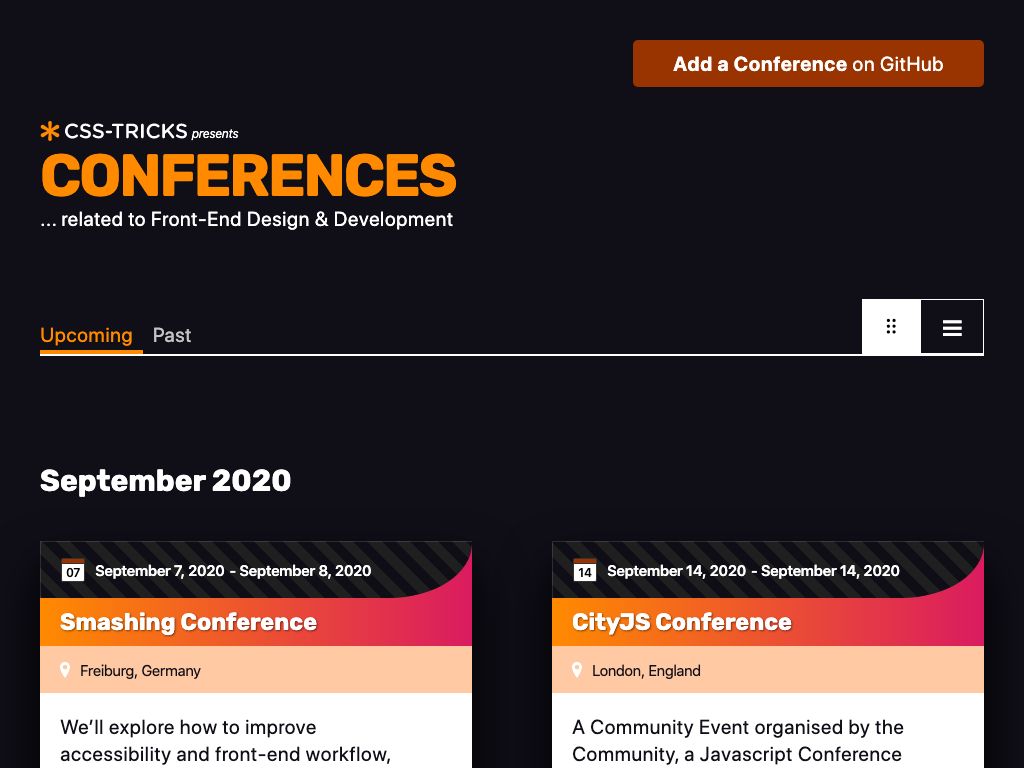 Add a Conference on GitHub
CSS-TRICKS presents
CONFERENCES
... related to Front-End Design & Development
Upcoming Past
September 2020
07 September 7, 2020 - September 8, 2020
Smashing Conference
Freiburg, Germany
We’ll explore how to improve
accessibility and front-end workflow,
14 September 14, 2020 - September 14, 2020
CityJS Conference
London, England
A Community Event organised by the
Community, a Javascript Conference